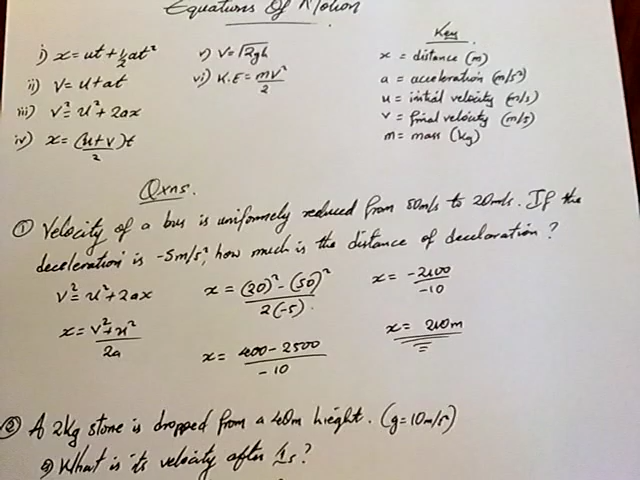 Equations Of Motion
i) x = ut + ½at²
ii) V = u + at
iii) V² = u² + 2ax
iv) x = (u+v)t/2
v) V = √2gh
vi) K.E = mv²/2
Key
x = distance (m)
a = acceleration (m/s²)
u = initial velocity (m/s)
v = final velocity (m/s)
m = mass (kg)
Qxns.
① Velocity of a bus is uniformely reduced from 50m/s to 20m/s. If the
deceleration is -5m/s², how much is the distance of decelaration?
V² = u² + 2ax
x = V² - u²/2a
x = (20)² - (50)²/2(-5)
x = 400 - 2500/-10
x = -2100/-10
x = 210m
② A 2kg stone is dropped from a 40m hieght. (g = 10m/s²)
a) What is its velocity after 1s?